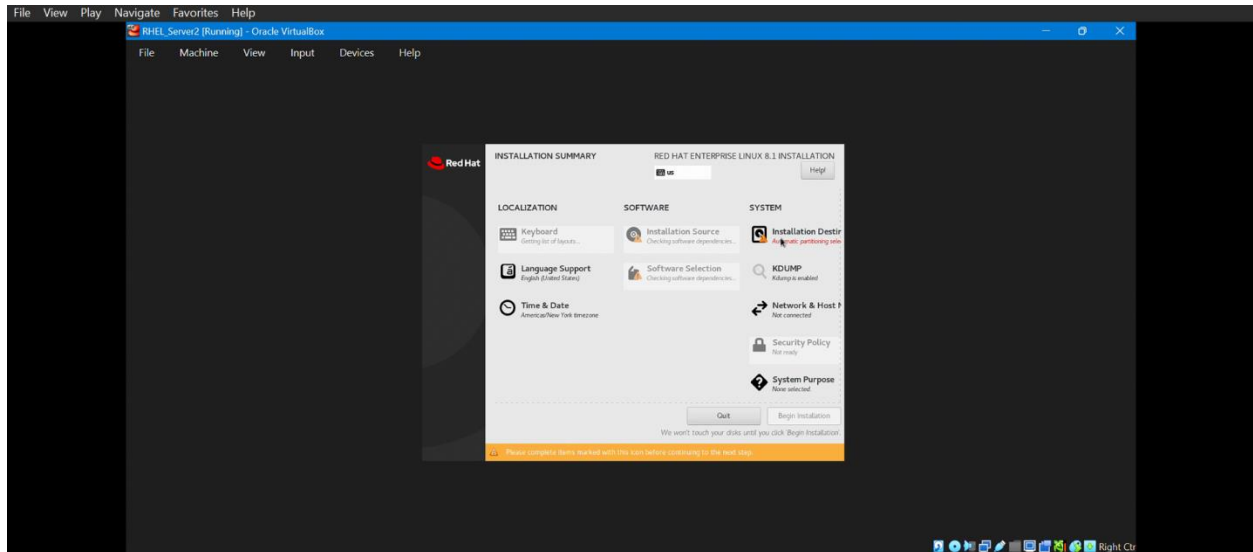 File View Play Navigate Favorites Help
RHEL_Server2 [Running] - Oracle VirtualBox
File Machine View Input Devices Help
Red Hat
INSTALLATION SUMMARY
RED HAT ENTERPRISE LINUX 8.1 INSTALLATION
us
Help!
LOCALIZATION SOFTWARE SYSTEM
Keyboard
Getting list of layouts...
Installation Source
Checking software dependencies...
Installation Destin
Automatic partitioning sele
Language Support
English (United States)
Software Selection
Checking software dependencies...
KDUMP
Kdump is enabled
Time & Date
Americas/New York timezone
Network & Host N
Not connected
Security Policy
Not ready
System Purpose
None selected
Quit
Begin Installation
We won't touch your disks until you click 'Begin Installation'.
Please complete items marked with this icon before continuing to the next step.
Right Ctr